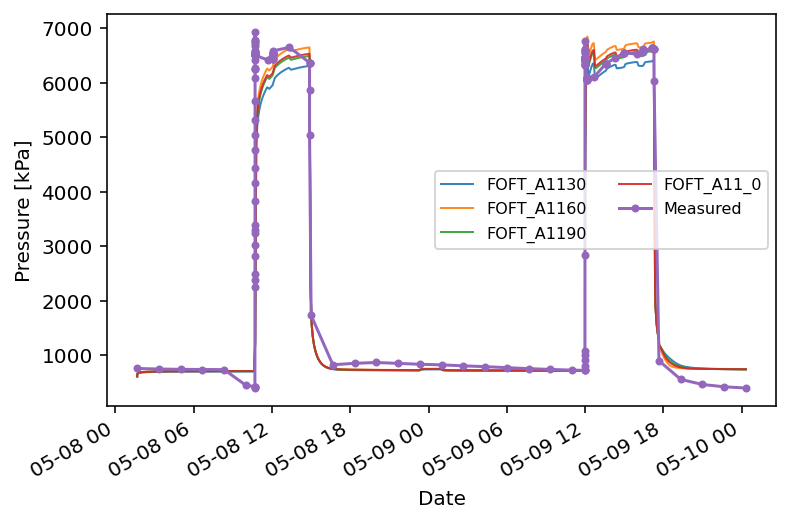 7000
6000
5000
4000
3000
2000
1000
Pressure [kPa]
FOFT_A1130
FOFT_A1160
FOFT_A1190
FOFT_A11_0
Measured
05-08 00
05-08 06
05-08 12
05-08 18
05-09 00
05-09 06
05-09 12
05-09 18
05-10 00
Date